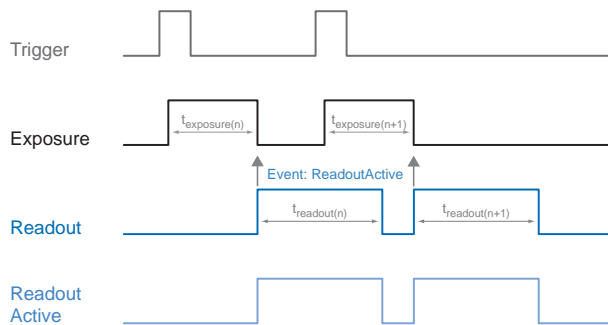 Trigger
Exposure
t_exposure(n)
t_exposure(n+1)
Event: ReadoutActive
Readout
t_readout(n)
t_readout(n+1)
Readout
Active